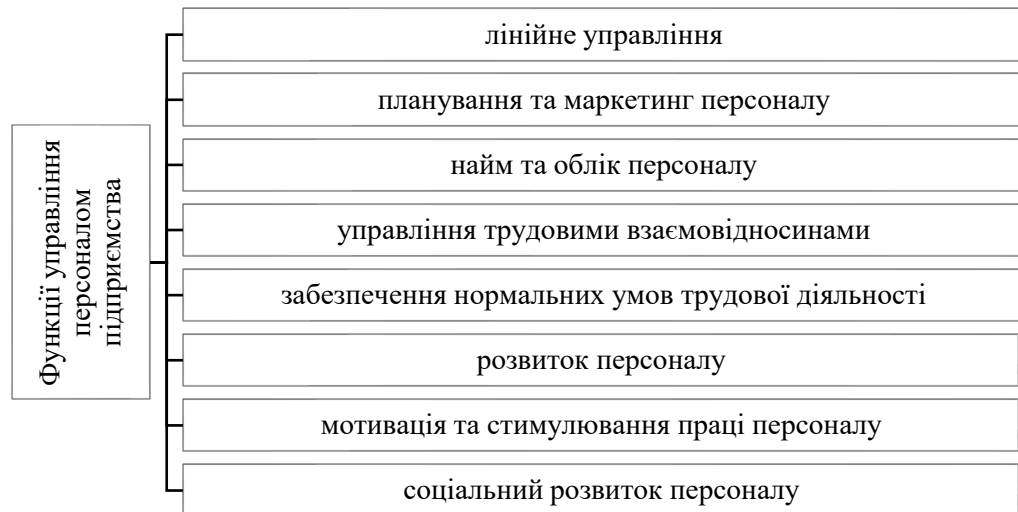 Функції управління
персоналом
підприємства
лінійне управління
планування та маркетинг персоналу
найм та облік персоналу
управління трудовими взаємовідносинами
забезпечення нормальних умов трудової діяльності
розвиток персоналу
мотивація та стимулювання праці персоналу
соціальний розвиток персоналу